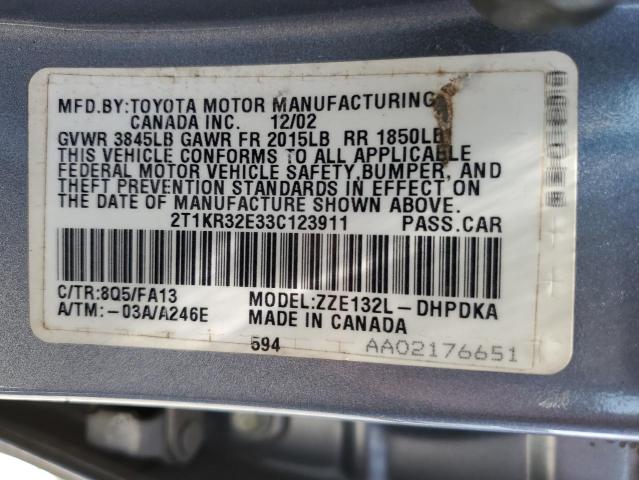 MFD.BY:TOYOTA MOTOR MANUFACTURING
CANADA INC. 12/02
GVWR 3845LB GAWR FR 2015LB RR 1850LB
THIS VEHICLE CONFORMS TO ALL APPLICABLE
FEDERAL MOTOR VEHICLE SAFETY,BUMPER, AND
THEFT PREVENTION STANDARDS IN EFFECT ON
THE DATE OF MANUFACTURE SHOWN ABOVE.
2T1KR32E33C123911 PASS.CAR
C/TR:8Q5/FA13 MODEL:ZZE132L-DHPDKA
A/TM:-03A/A246E MADE IN CANADA
594 AA02176651